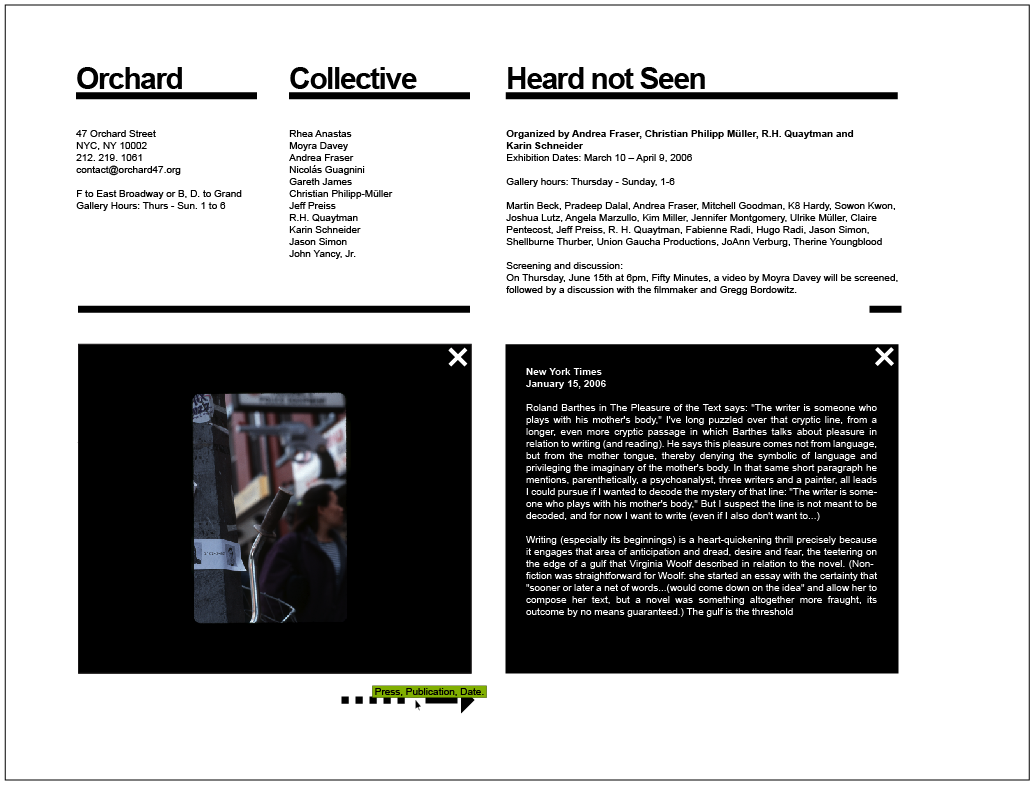 Orchard
47 Orchard Street
NYC, NY 10002
212. 219. 1061
contact@orchard47.org
F to East Broadway or B, D. to Grand
Gallery Hours: Thurs - Sun. 1 to 6
Collective
Rhea Anastas
Moyra Davey
Andrea Fraser
Nicolás Guagnini
Gareth James
Christian Philipp-Müller
Jeff Preiss
R.H. Quaytman
Karin Schneider
Jason Simon
John Yancy, Jr.
Heard not Seen
Organized by Andrea Fraser, Christian Philipp Müller, R.H. Quaytman and
Karin Schneider
Exhibition Dates: March 10 – April 9, 2006
Gallery hours: Thursday - Sunday, 1-6
Martin Beck, Pradeep Dalal, Andrea Fraser, Mitchell Goodman, K8 Hardy, Sowon Kwon,
Joshua Lutz, Angela Marzullo, Kim Miller, Jennifer Montgomery, Ulrike Müller, Claire
Pentecost, Jeff Preiss, R. H. Quaytman, Fabienne Radi, Hugo Radi, Jason Simon,
Shellburne Thurber, Union Gaucha Productions, JoAnn Verburg, Therine Youngblood
Screening and discussion:
On Thursday, June 15th at 6pm, Fifty Minutes, a video by Moyra Davey will be screened,
followed by a discussion with the filmmaker and Gregg Bordowitz.
New York Times
January 15, 2006
Roland Barthes in The Pleasure of the Text says: "The writer is someone who
plays with his mother's body," I've long puzzled over that cryptic line, from a
longer, even more cryptic passage in which Barthes talks about pleasure in
relation to writing (and reading). He says this pleasure comes not from language,
but from the mother tongue, thereby denying the symbolic of language and
privileging the imaginary of the mother's body. In that same short paragraph he
mentions, parenthetically, a psychoanalyst, three writers and a painter, all leads
I could pursue if I wanted to decode the mystery of that line: "The writer is some-
one who plays with his mother's body," But I suspect the line is not meant to be
decoded, and for now I want to write (even if I also don't want to...)
Writing (especially its beginnings) is a heart-quickening thrill precisely because
it engages that area of anticipation and dread, desire and fear, the teetering on
the edge of a gulf that Virginia Woolf described in relation to the novel. (Non-
fiction was straightforward for Woolf: she started an essay with the certainty that
"sooner or later a net of words...(would come down on the idea" and allow her to
compose her text, but a novel was something altogether more fraught, its
outcome by no means guaranteed.) The gulf is the threshold
Press, Publication, Date.